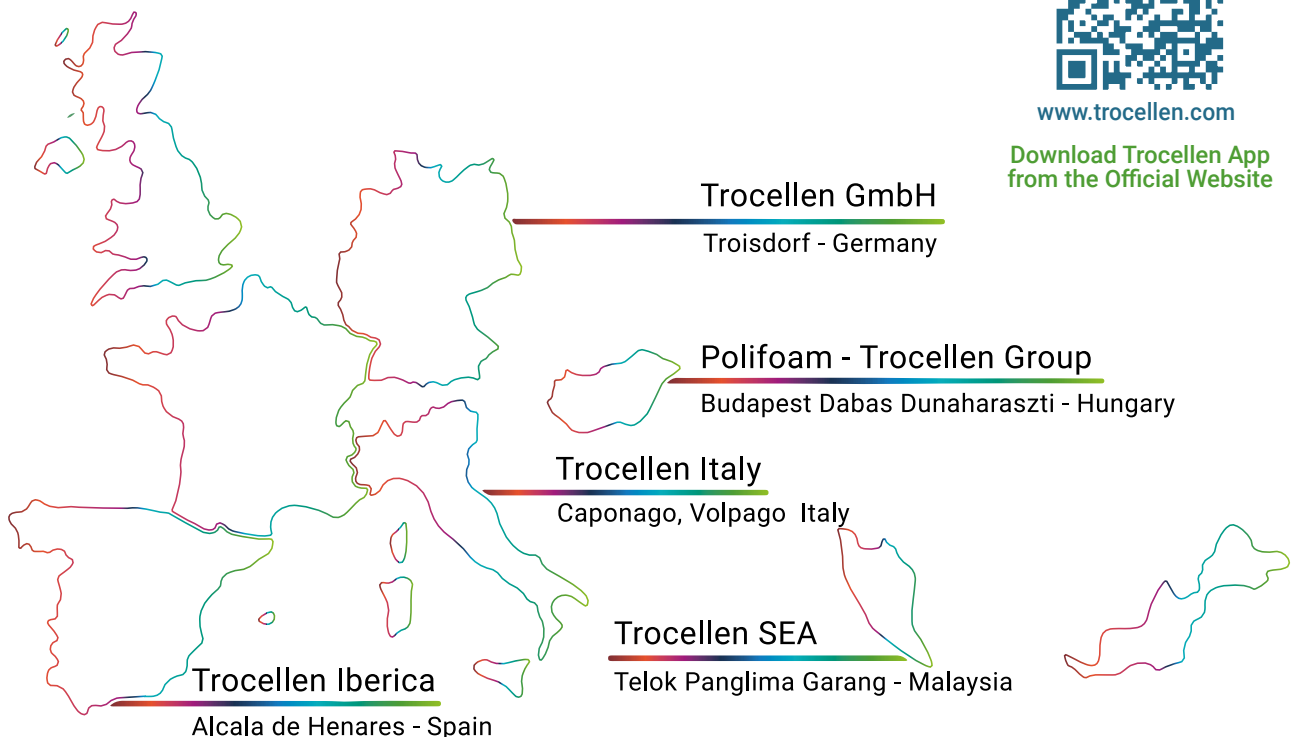 www.trocellen.com
Download Trocellen App
from the Official Website
Trocellen GmbH
Troisdorf - Germany
Polifoam - Trocellen Group
Budapest Dabas Dunaharaszti - Hungary
Trocellen Italy
Caponago, Volpago Italy
Trocellen SEA
Telok Panglima Garang - Malaysia
Trocellen Iberica
Alcala de Henares - Spain